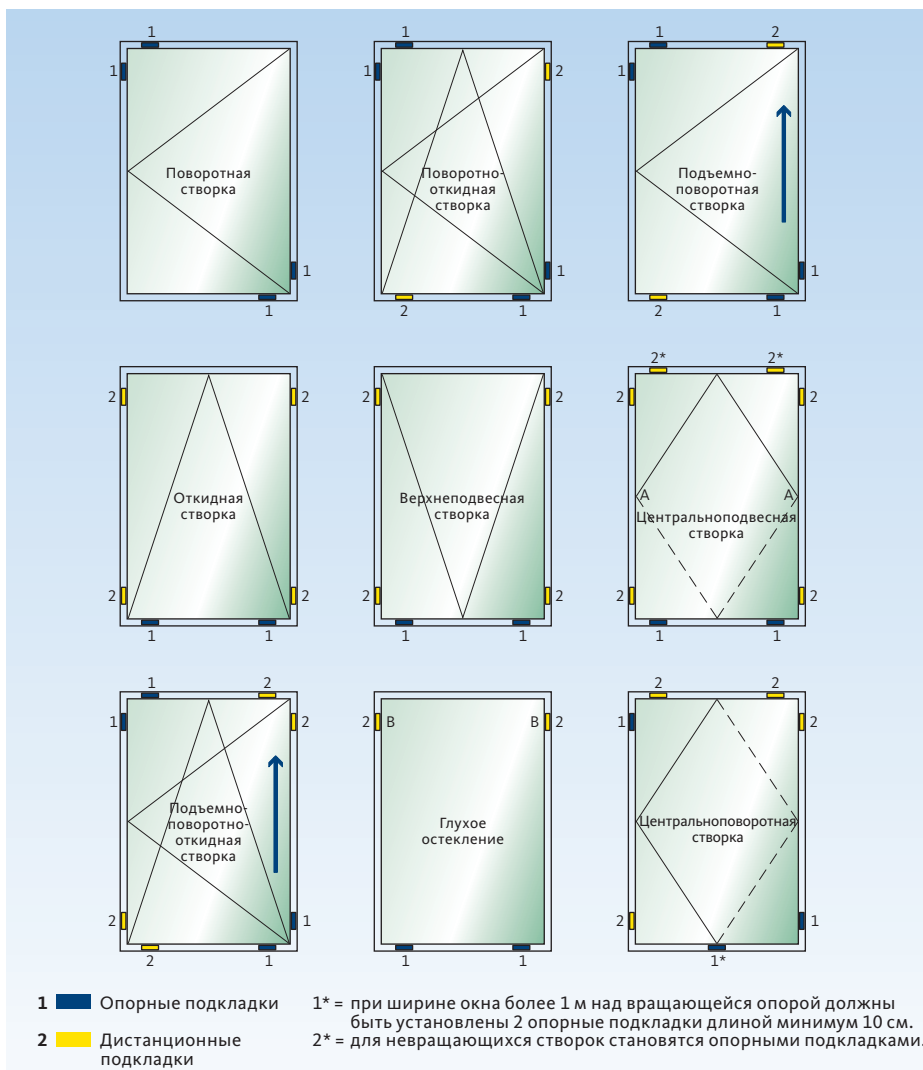 1 1 1 2
1 1 2 1
Поворотная
створка
Поворотно-
откидная
створка
Подъемно-
поворотная
створка
1 1 1
1 2 1 2 1
2* 2*
2 2 2 2 2 2
A A
Откидная
створка
Верхнеподвесная
створка
Центральноподвесная
створка
2 2 2 2 2 2
1 1 1 1 1 1
1 2 2 2
1 2 2 B B 2 1 2
Подъемно-
поворотно-
откидная
створка
Глухое
остекление
Центральноповоротная
створка
2 1 2 1
2 1 1 1 1*
1 Опорные подкладки
2 Дистанционные
подкладки
1* = при ширине окна более 1 м над вращающейся опорой должны
быть установлены 2 опорные подкладки длиной минимум 10 см.
2* = для невращающихся створок становятся опорными подкладками.